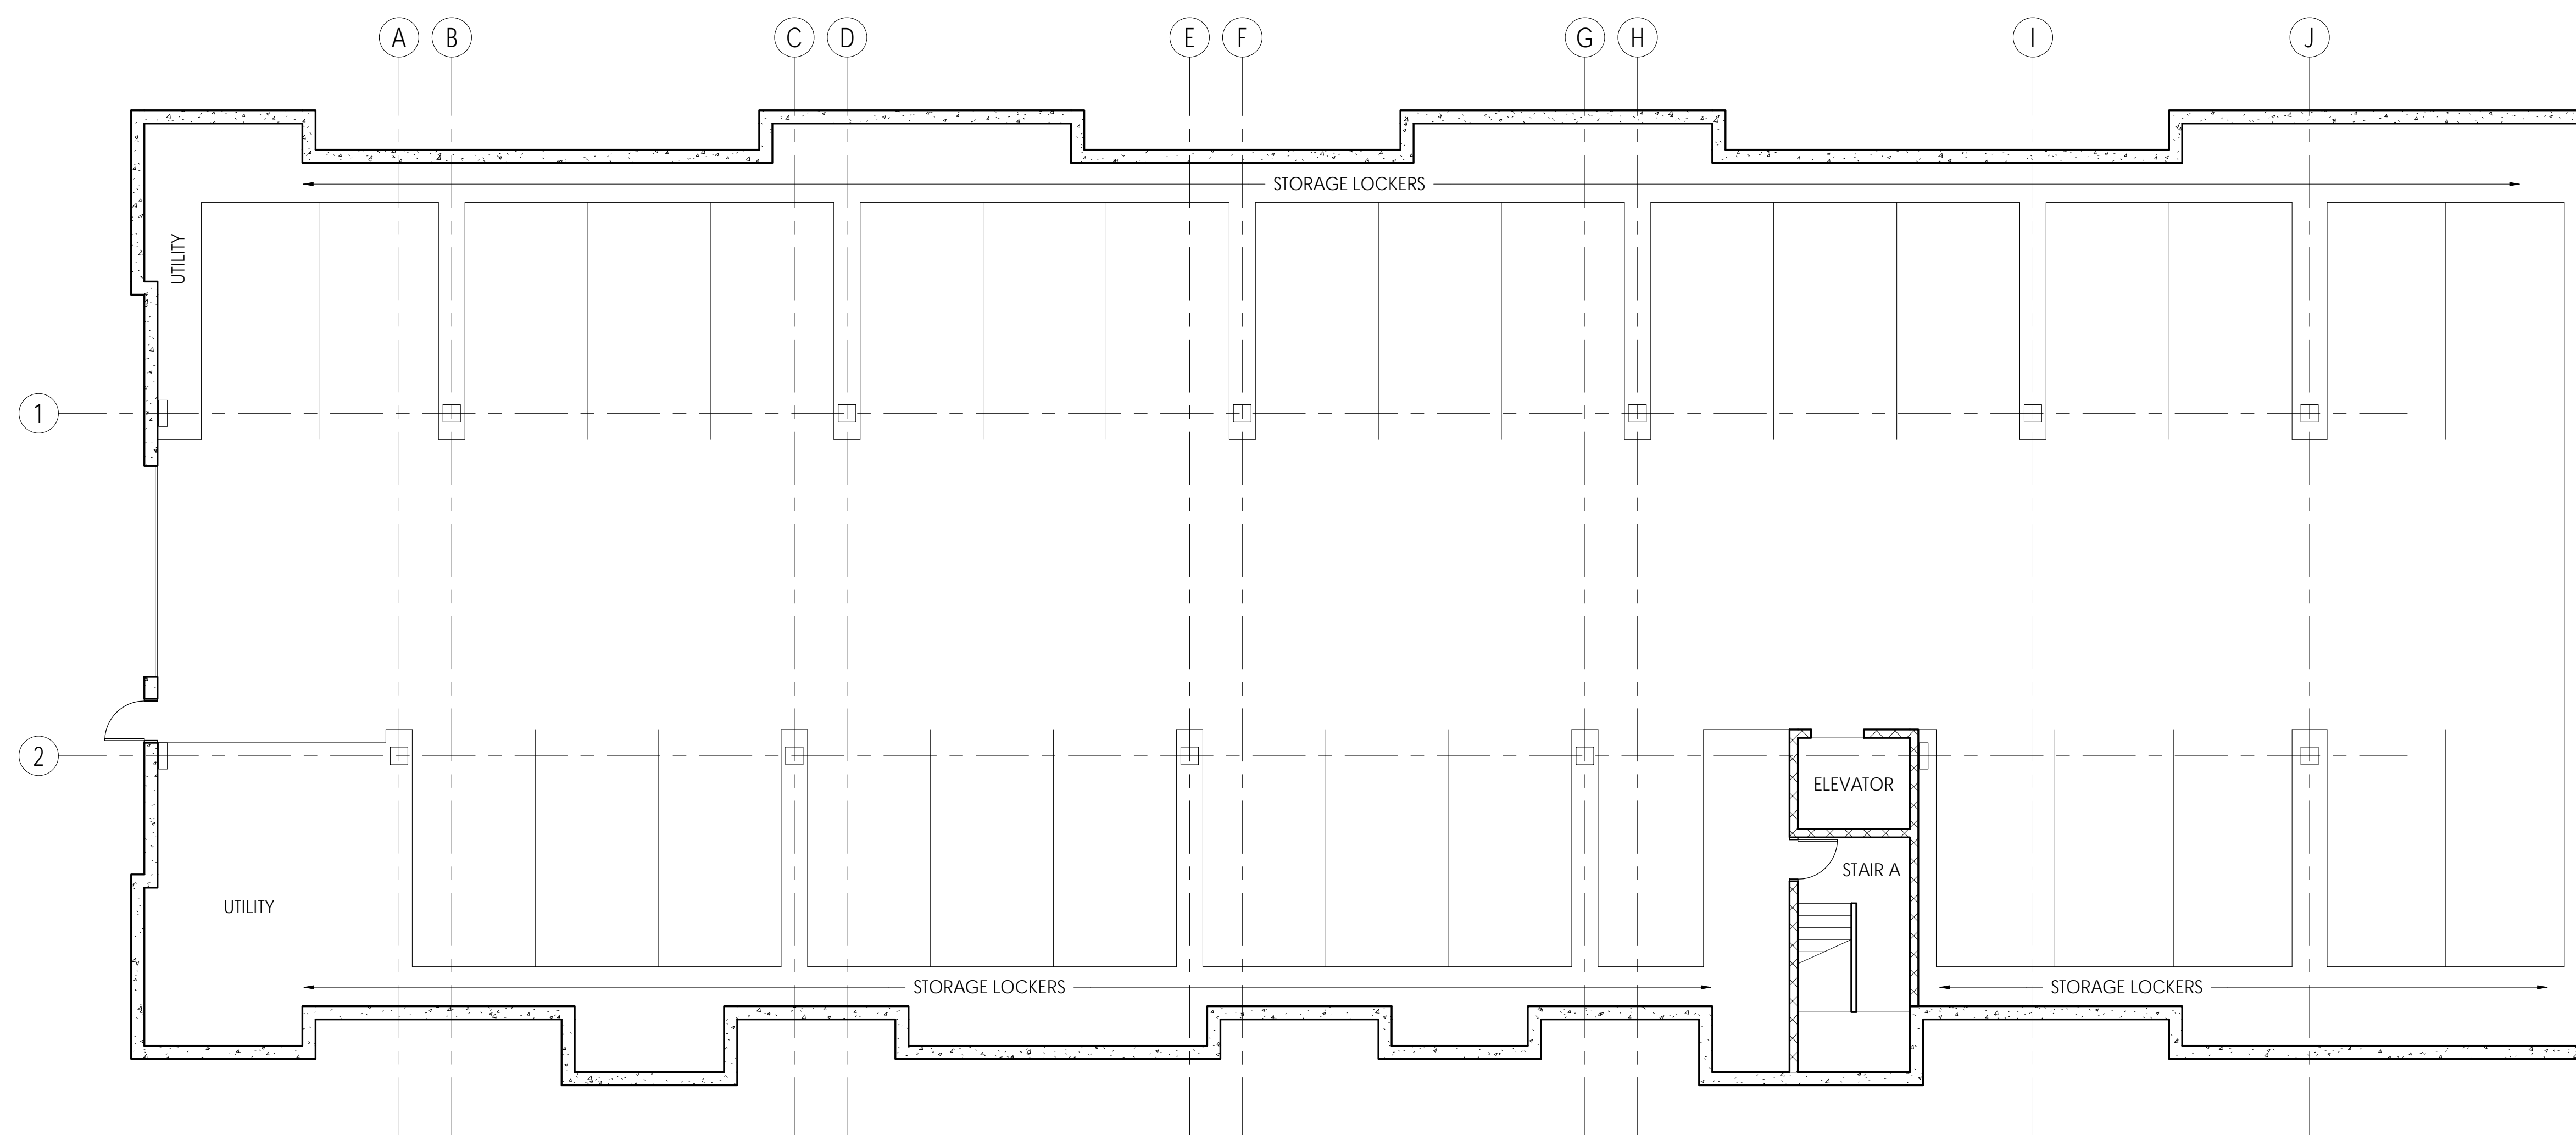 A B C D E F G H I J
STORAGE LOCKERS
UTILITY
1
2
ELEVATOR
STAIR A
UTILITY
STORAGE LOCKERS
STORAGE LOCKERS